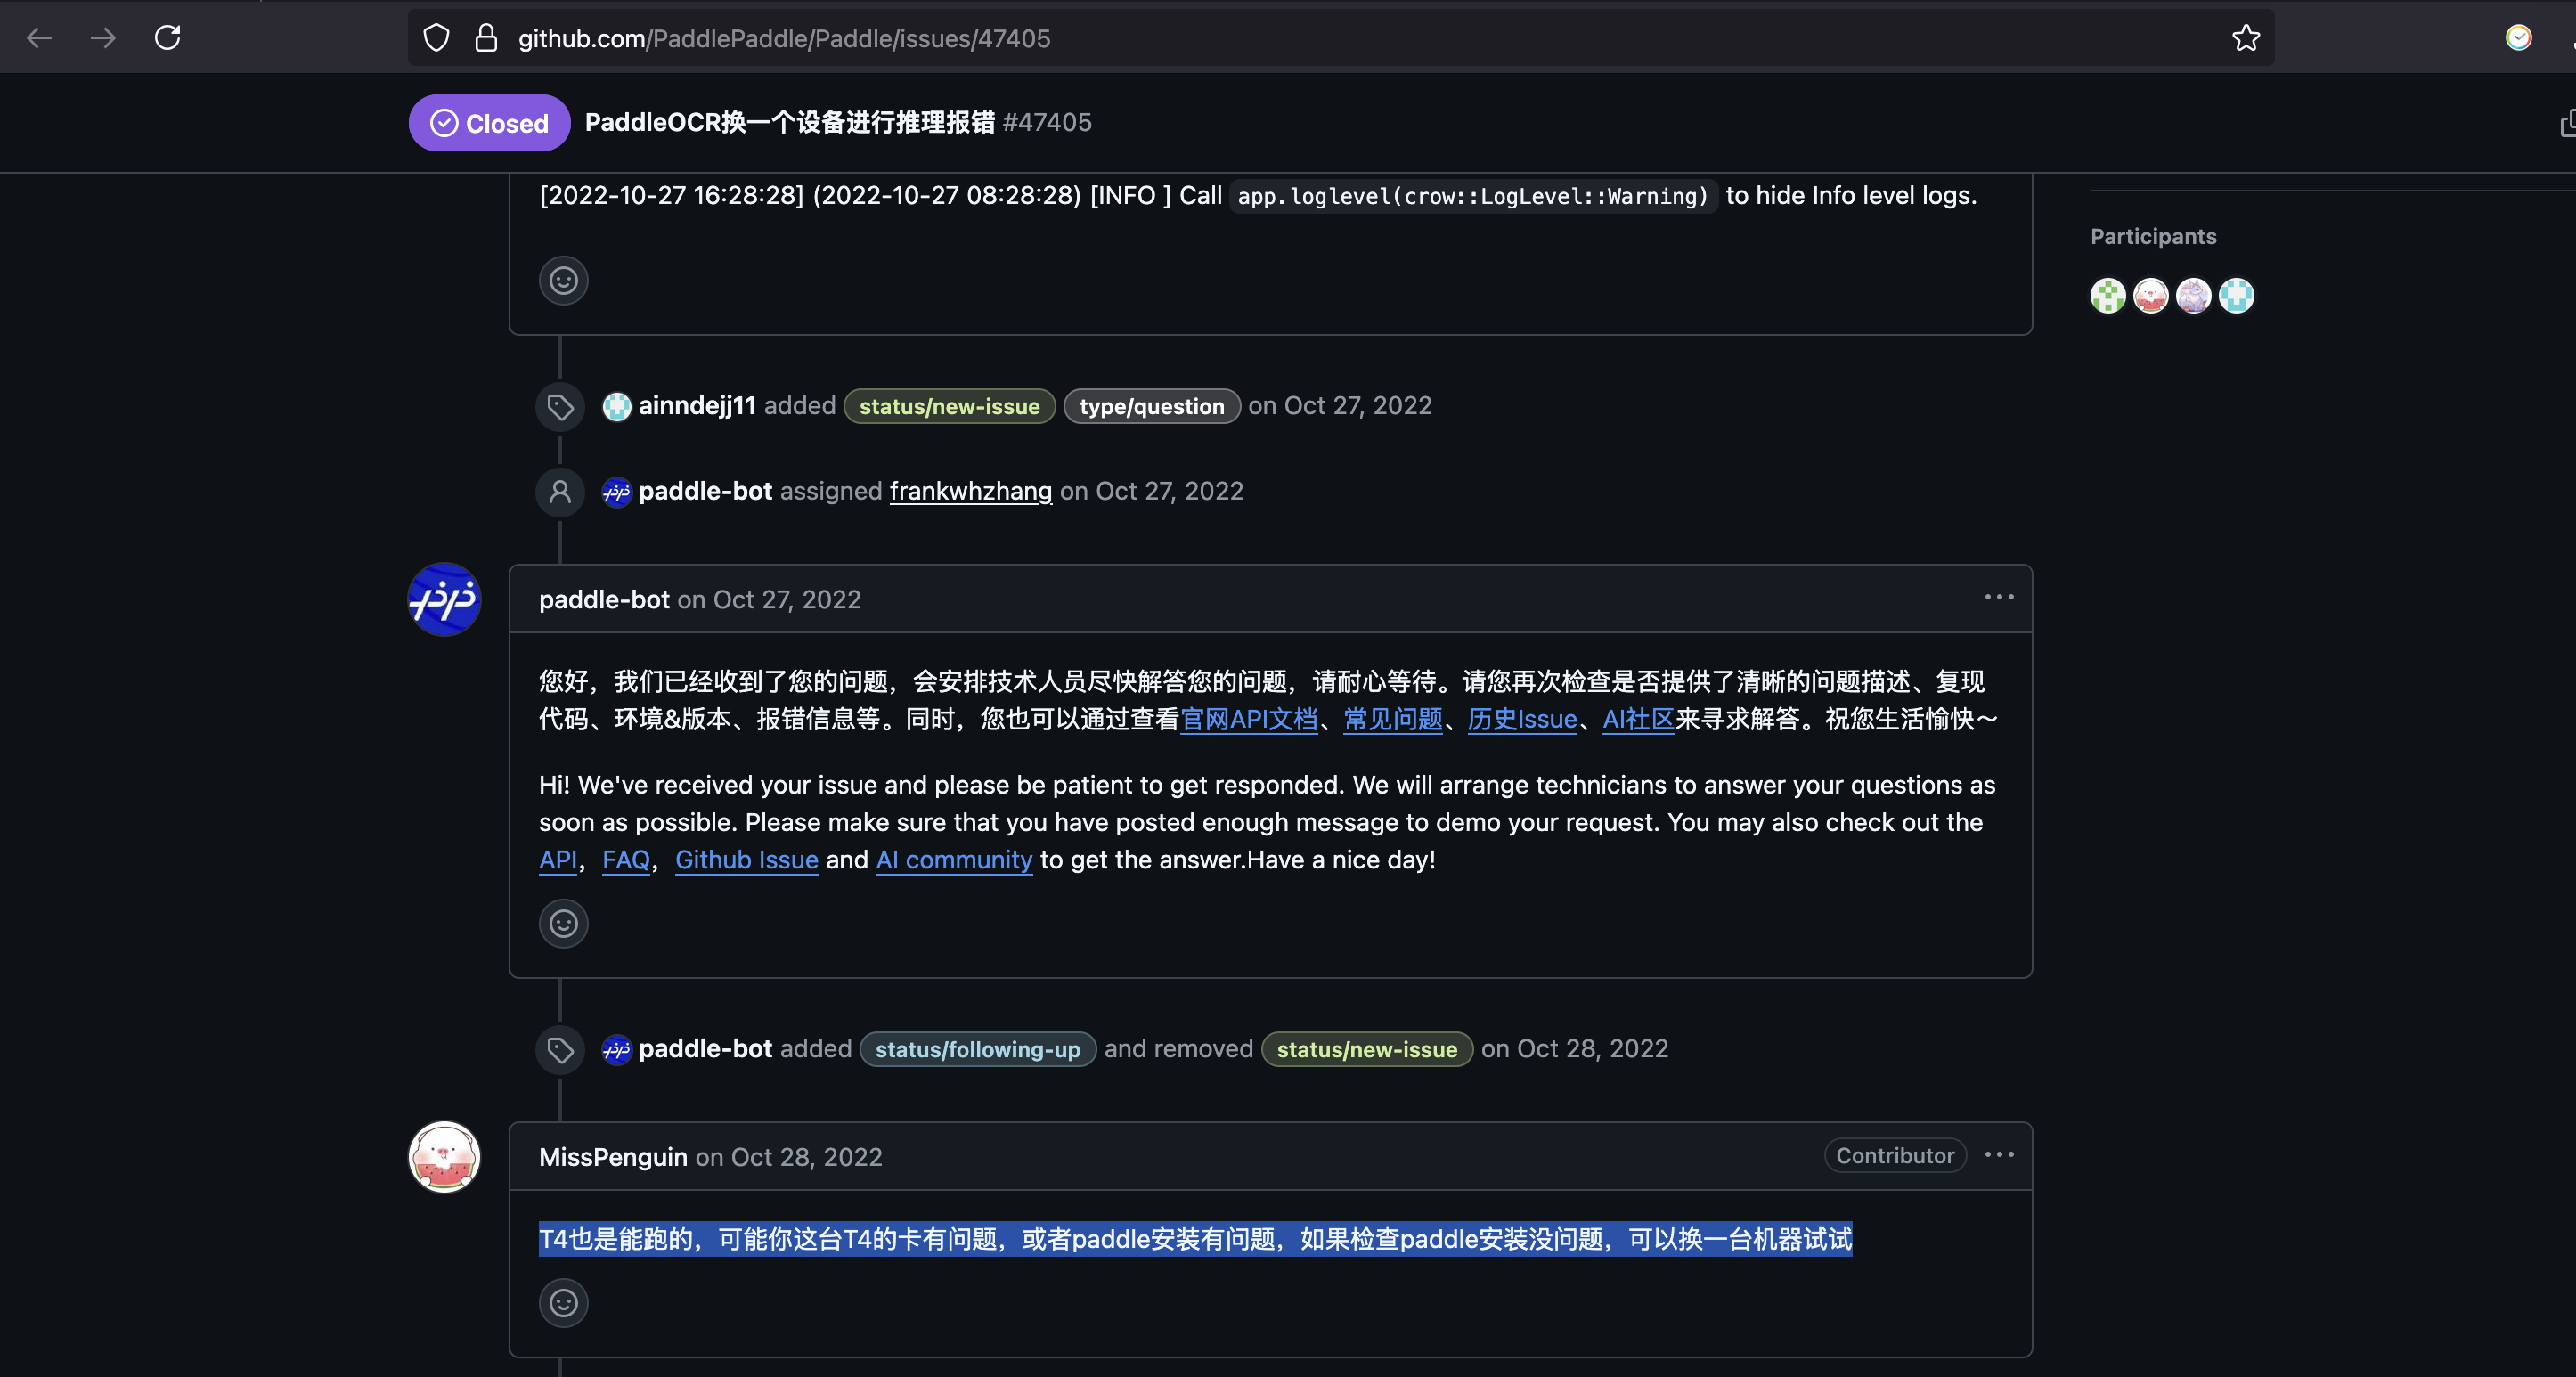 github.com/PaddlePaddle/Paddle/issues/47405
Closed PaddleOCR换一个设备进行推理报错 #47405
[2022-10-27 16:28:28] (2022-10-27 08:28:28) [INFO ] Call app.loglevel(crow::LogLevel::Warning) to hide Info level logs.
Participants
ainndejj11 added status/new-issue type/question on Oct 27, 2022
paddle-bot assigned frankwhzhang on Oct 27, 2022
paddle-bot on Oct 27, 2022
您好，我们已经收到了您的问题，会安排技术人员尽快解答您的问题，请耐心等待。请您再次检查是否提供了清晰的问题描述、复现
代码、环境&版本、报错信息等。同时，您也可以通过查看官网API文档、常见问题、历史Issue、AI社区来寻求解答。祝您生活愉快～
Hi! We've received your issue and please be patient to get responded. We will arrange technicians to answer your questions as
soon as possible. Please make sure that you have posted enough message to demo your request. You may also check out the
API，FAQ，Github Issue and AI community to get the answer.Have a nice day!
paddle-bot added status/following-up and removed status/new-issue on Oct 28, 2022
MissPenguin on Oct 28, 2022 Contributor
T4也是能跑的，可能你这台T4的卡有问题，或者paddle安装有问题，如果检查paddle安装没问题，可以换一台机器试试